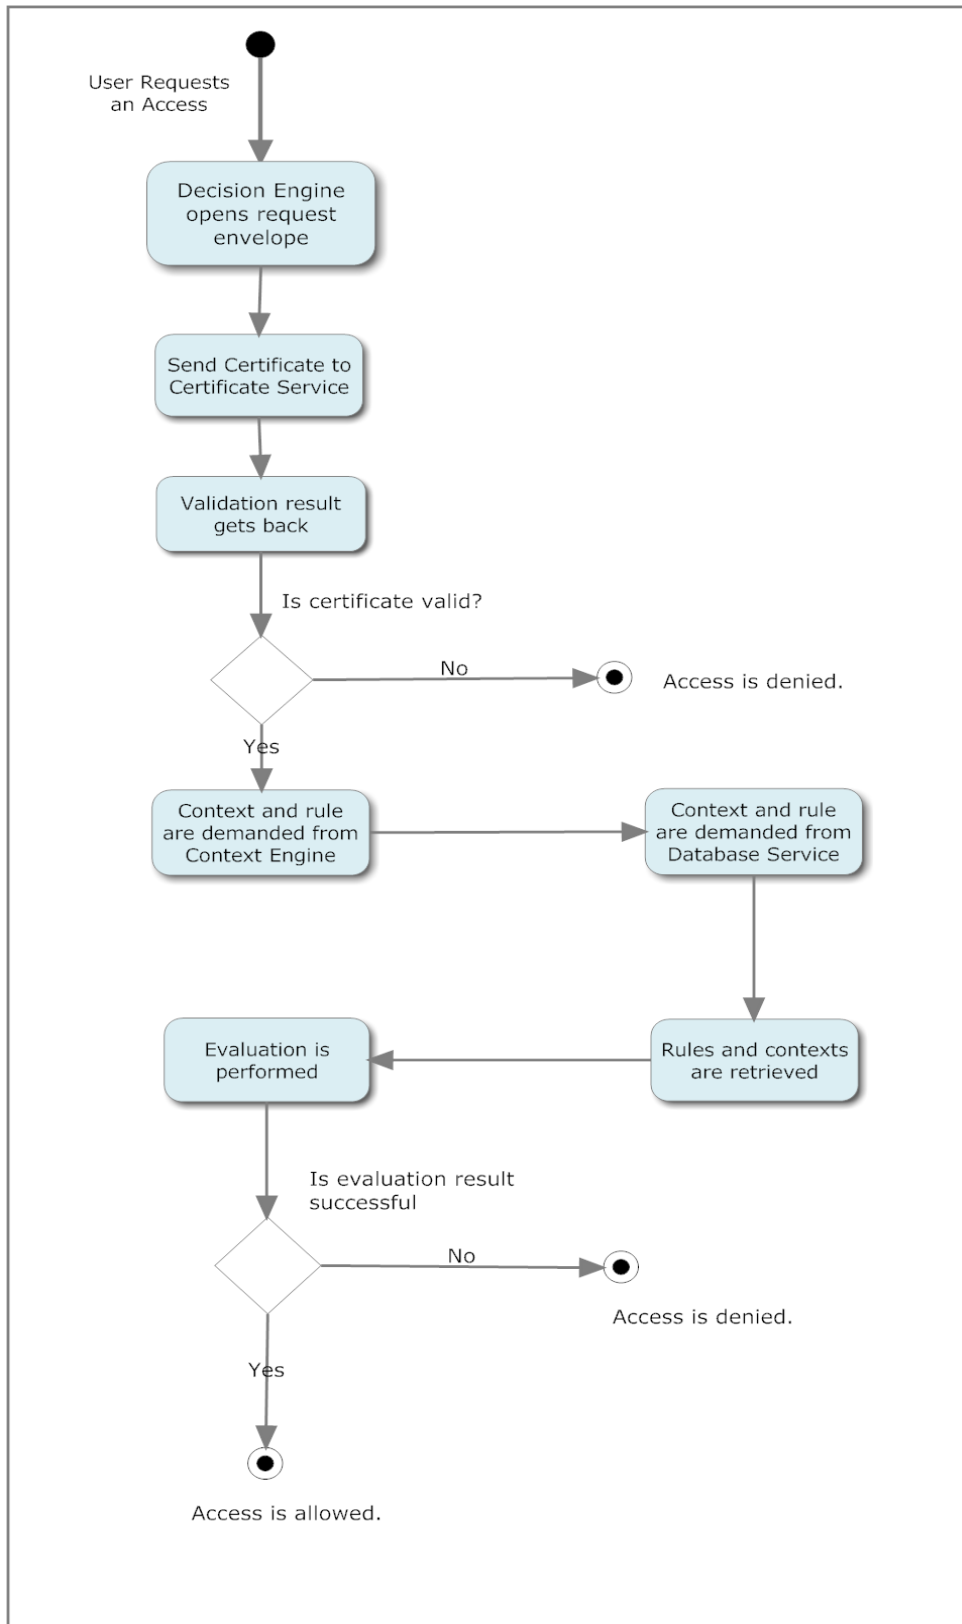 User Requests
an Access
Decision Engine
opens request
envelope
Send Certificate to
Certificate Service
Validation result
gets back
Is certificate valid?
No
Access is denied.
Yes
Context and rule
are demanded from
Context Engine
Context and rule
are demanded from
Database Service
Rules and contexts
are retrieved
Evaluation is
performed
Is evaluation result
successful
No
Access is denied.
Yes
Access is allowed.